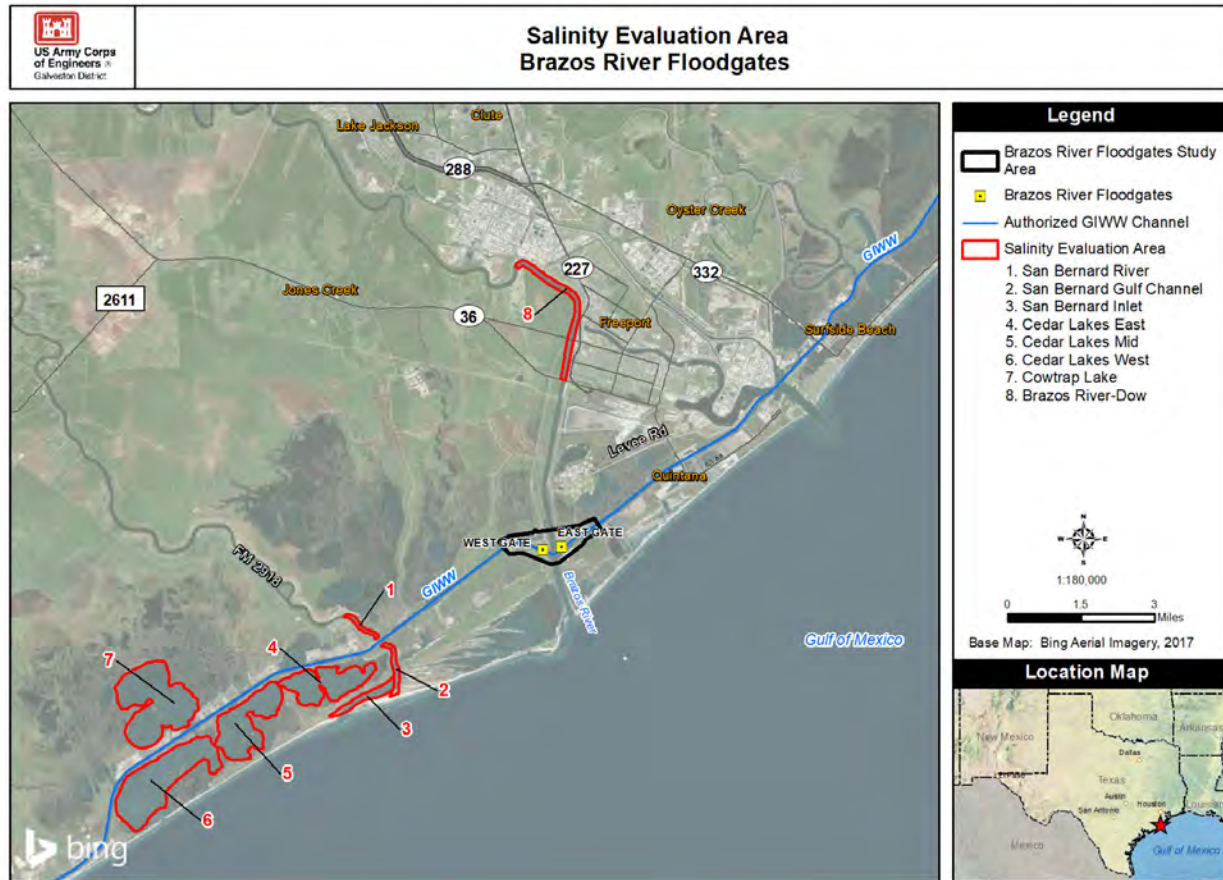 US Army Corps
of Engineers ®
Galveston District
Salinity Evaluation Area
Brazos River Floodgates
Lake Jackson
Clute
288
Oyster Creek
GIWW
227
332
2611
Jones Creek
8
36
Freeport
Surfside Beach
Levee Rd
Quintana
EAST GATE
WEST GATE
FM 2918
GIWW
Brazos River
1
4
Gulf of Mexico
7
2
3
5
6
bing
Legend
Brazos River Floodgates Study
Area
Brazos River Floodgates
Authorized GIWW Channel
Salinity Evaluation Area
1. San Bernard River
2. San Bernard Gulf Channel
3. San Bernard Inlet
4. Cedar Lakes East
5. Cedar Lakes Mid
6. Cedar Lakes West
7. Cowtrap Lake
8. Brazos River-Dow
N
W E
S
1:180,000
0 1.5 3
Miles
Base Map: Bing Aerial Imagery, 2017
Location Map
Oklahoma
Arkansas
New Mexico
Dallas
Texas
Austin
Houston
San Antonio
Mexico
Gulf of Mexico